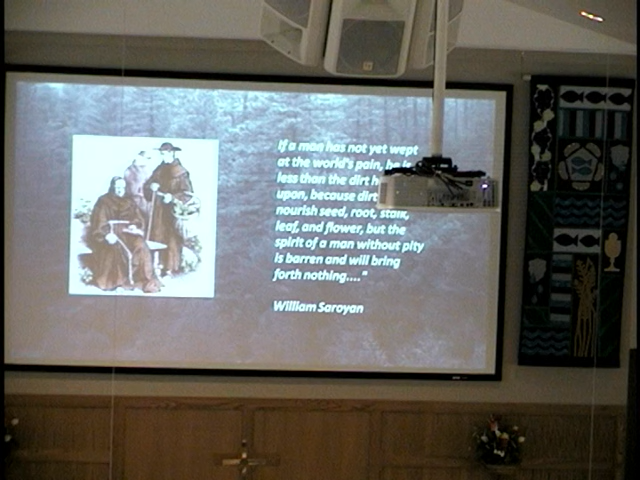 If a man has not yet wept
at the world's pain, he is
less than the dirt h
upon, because dirt
nourish seed, root, stalk,
leaf, and flower, but the
spirit of a man without pity
is barren and will bring
forth nothing...."
William Saroyan